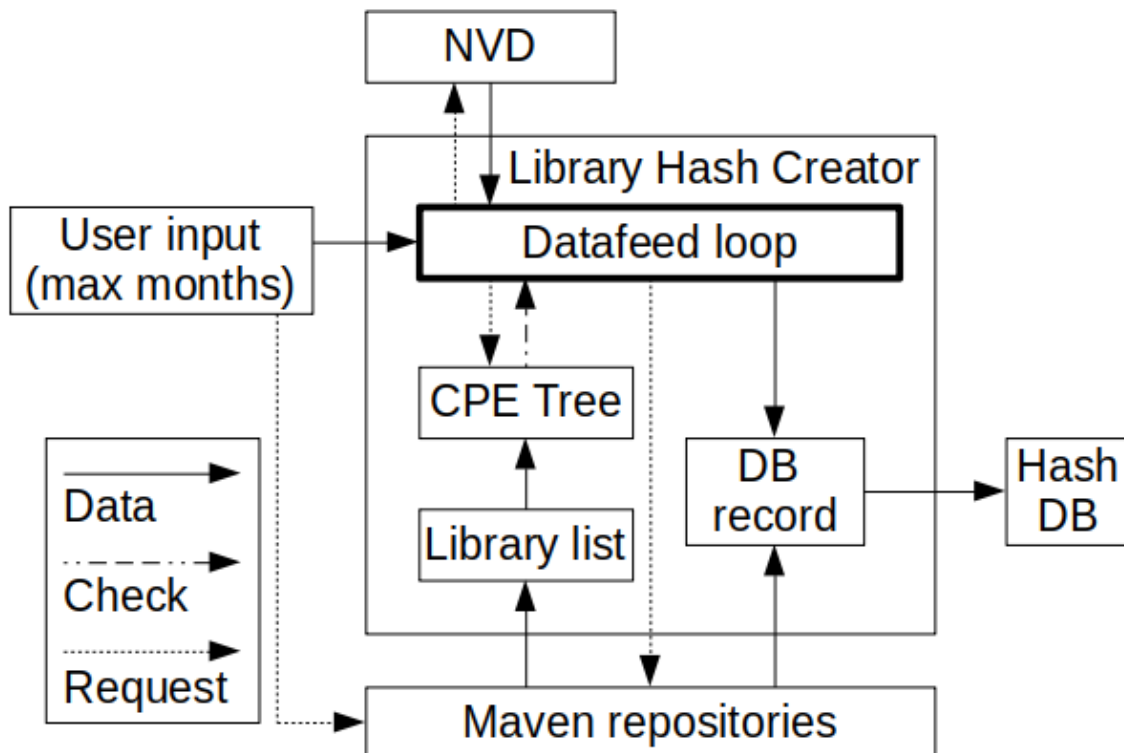 NVD
Library Hash Creator
User input
(max months)
Datafeed loop
CPE Tree
Library list
DB
record
Hash
DB
Data
Check
Request
Maven repositories